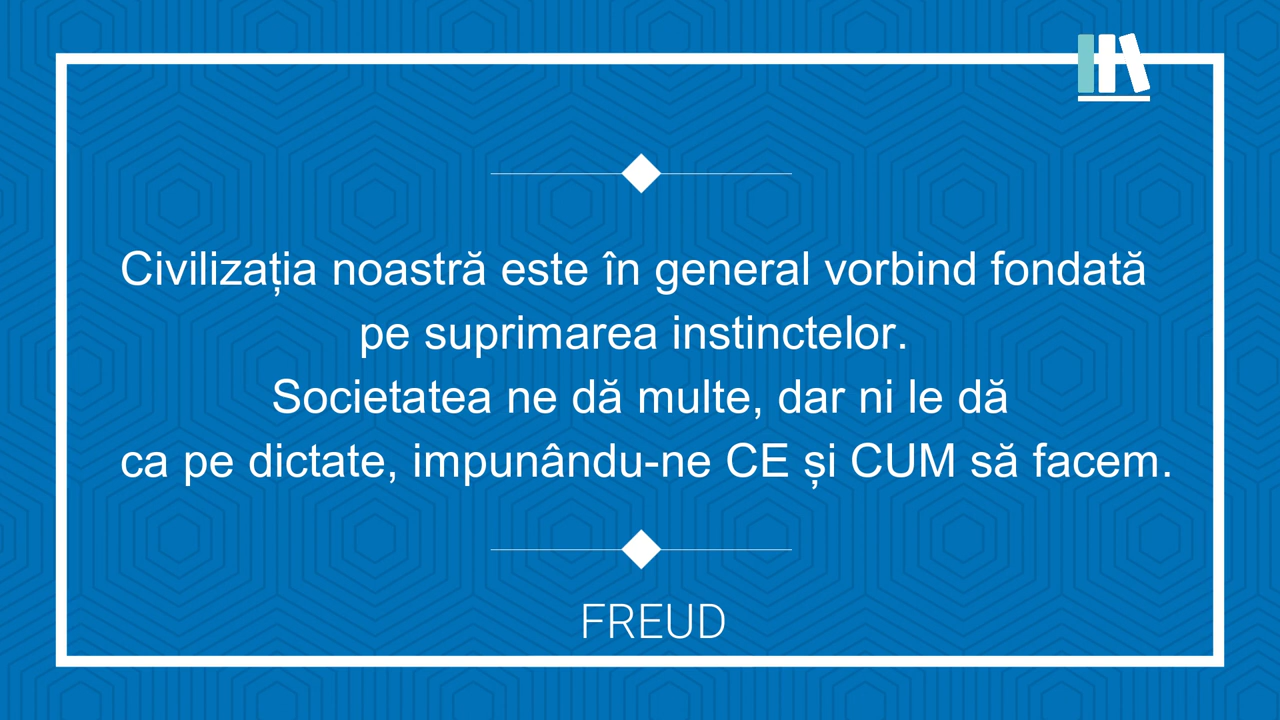 Civilizația noastră este în general vorbind fondată
pe suprimarea instinctelor.
Societatea ne dă multe, dar ni le dă
ca pe dictate, impunându-ne CE și CUM să facem.
FREUD